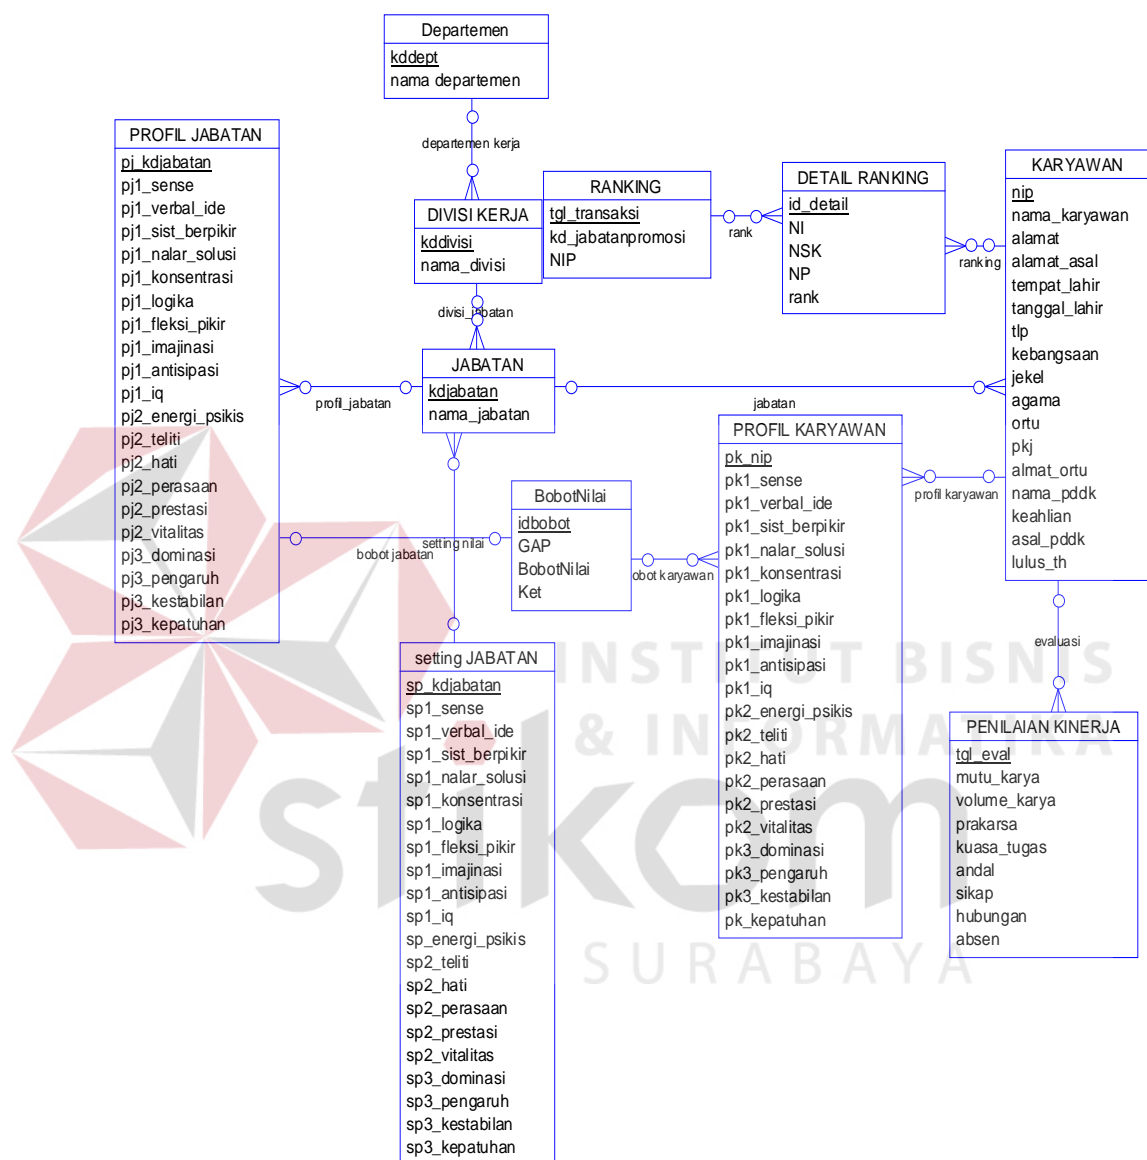 Departemen
kddept
nama departemen
departemen kerja
PROFIL JABATAN
pj_kdjabatan
pj1_sense
pj1_verbal_ide
pj1_sist_berpikir
pj1_nalar_solusi
pj1_konsentrasi
pj1_logika
pj1_fleksi_pikir
pj1_imajinasi
pj1_antisipasi
pj1_iq
pj2_energi_psikis
pj2_teliti
pj2_hati
pj2_perasaan
pj2_prestasi
pj2_vitalitas
pj3_dominasi
pj3_pengaruh
pj3_kestabilan
pj3_kepatuhan
DIVISI KERJA
kddivisi
nama_divisi
divisi_jabatan
RANKING
tgl_transaksi
kd_jabatanpromosi
NIP
rank
DETAIL RANKING
id_detail
NI
NSK
NP
rank
ranking
KARYAWAN
nip
nama_karyawan
alamat
alamat_asal
tempat_lahir
tanggal_lahir
tlp
kebangsaan
jekel
agama
ortu
pkj
almat_ortu
nama_pddk
keahlian
asal_pddk
lulus_th
JABATAN
kdjabatan
nama_jabatan
profil_jabatan
jabatan
PROFIL KARYAWAN
pk_nip
pk1_sense
pk1_verbal_ide
pk1_sist_berpikir
pk1_nalar_solusi
pk1_konsentrasi
pk1_logika
pk1_fleksi_pikir
pk1_imajinasi
pk1_antisipasi
pk1_iq
pk2_energi_psikis
pk2_teliti
pk2_hati
pk2_perasaan
pk2_prestasi
pk2_vitalitas
pk3_dominasi
pk3_pengaruh
pk3_kestabilan
pk_kepatuhan
profil karyawan
BobotNilai
idbobot
GAP
BobotNilai
Ket
bobot jabatan
setting nilai
obot karyawan
evaluasi
setting JABATAN
sp_kdjabatan
sp1_sense
sp1_verbal_ide
sp1_sist_berpikir
sp1_nalar_solusi
sp1_konsentrasi
sp1_logika
sp1_fleksi_pikir
sp1_imajinasi
sp1_antisipasi
sp1_iq
sp_energi_psikis
sp2_teliti
sp2_hati
sp2_perasaan
sp2_prestasi
sp2_vitalitas
sp3_dominasi
sp3_pengaruh
sp3_kestabilan
sp3_kepatuhan
PENILAIAN KINERJA
tgl_eval
mutu_karya
volume_karya
prakarsa
kuasa_tugas
andal
sikap
hubungan
absen
INSTITUT BISNIS
& INFORMATIKA
stikom
SURABAYA